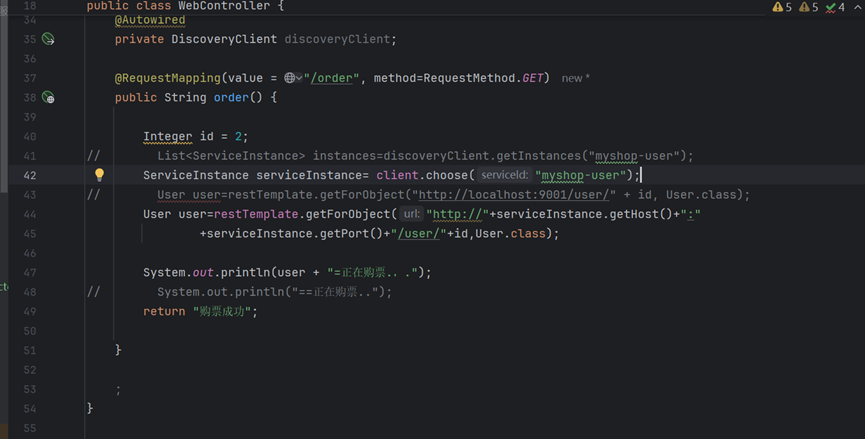 18 public class WebController {
5 5 4
34 @Autowired
35 private DiscoveryClient discoveryClient;
36
37 @RequestMapping(value = "/order", method=RequestMethod.GET) new *
38 public String order() {
39
40 Integer id = 2;
41 // List<ServiceInstance> instances=discoveryClient.getInstances("myshop-user");
42 ServiceInstance serviceInstance= client.choose( serviceId: "myshop-user");
43 // User user=restTemplate.getForObject("http://localhost:9001/user/" + id, User.class);
44 User user=restTemplate.getForObject( url: "http://"+serviceInstance.getHost()+":"
45 +serviceInstance.getPort()+"/user/"+id,User.class);
46
47 System.out.println(user + "=正在购票.. .");
48 // System.out.println("==正在购票..");
49 return "购票成功";
50
51 }
52
53 ;
54 }
55